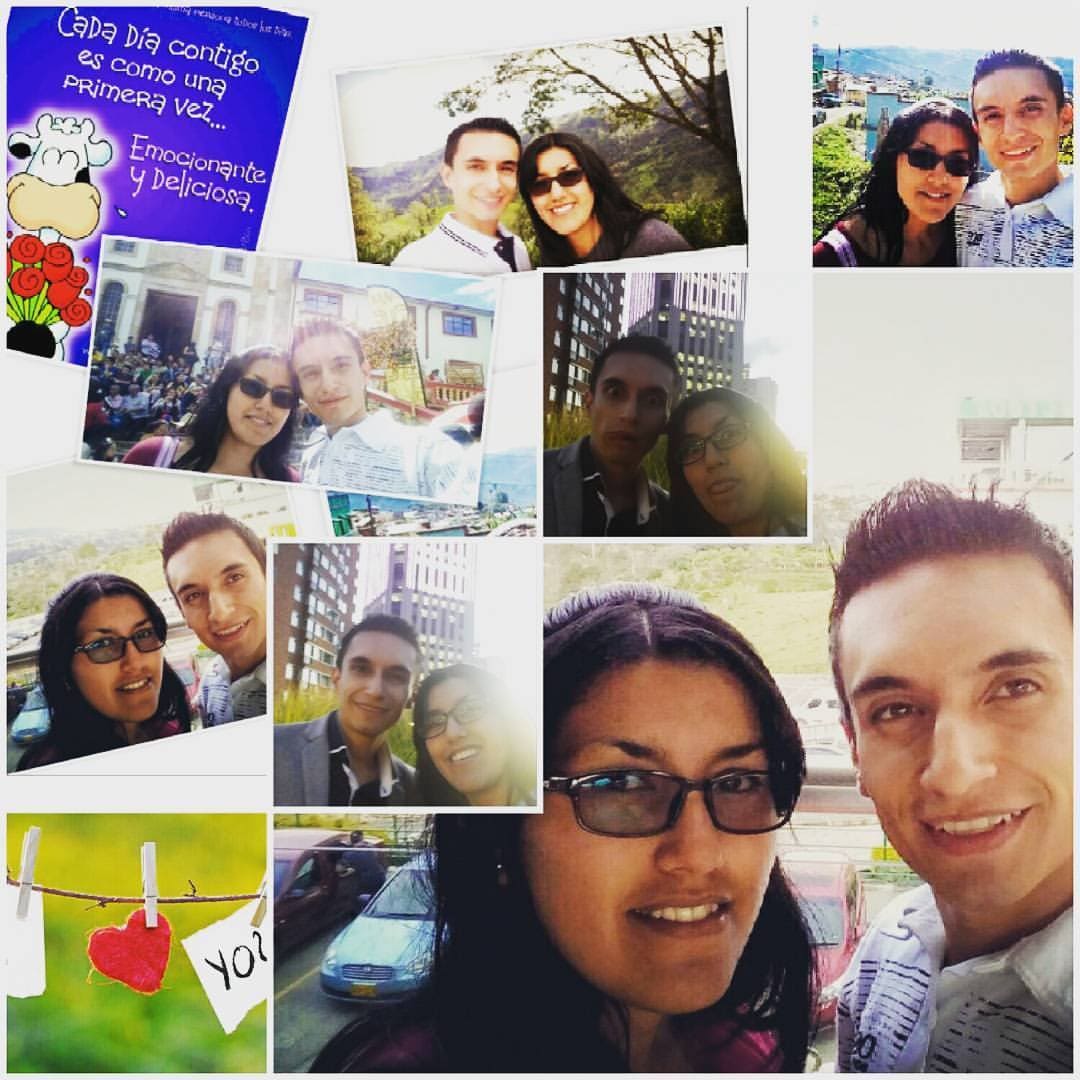 CADA Día contigo
es como una
PRIMERA VEZ...
Emocionante
y Deliciosa.
YO?